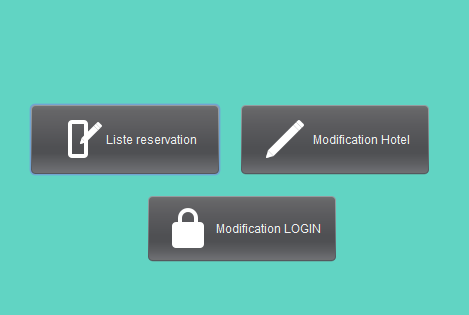 Liste reservation
Modification Hotel
Modification LOGIN